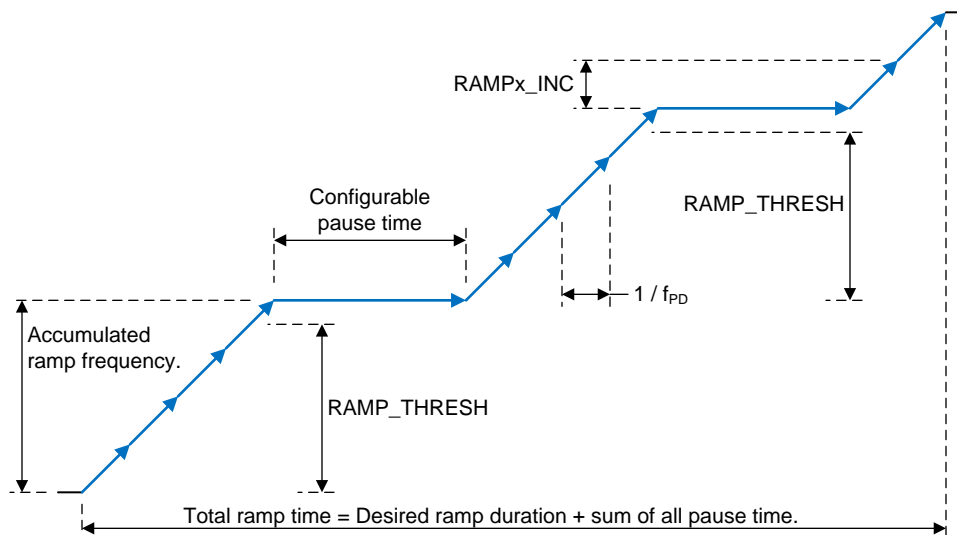 RAMPx_INC
Configurable
pause time
RAMP_THRESH
1 / fPD
Accumulated
ramp frequency.
RAMP_THRESH
Total ramp time = Desired ramp duration + sum of all pause time.